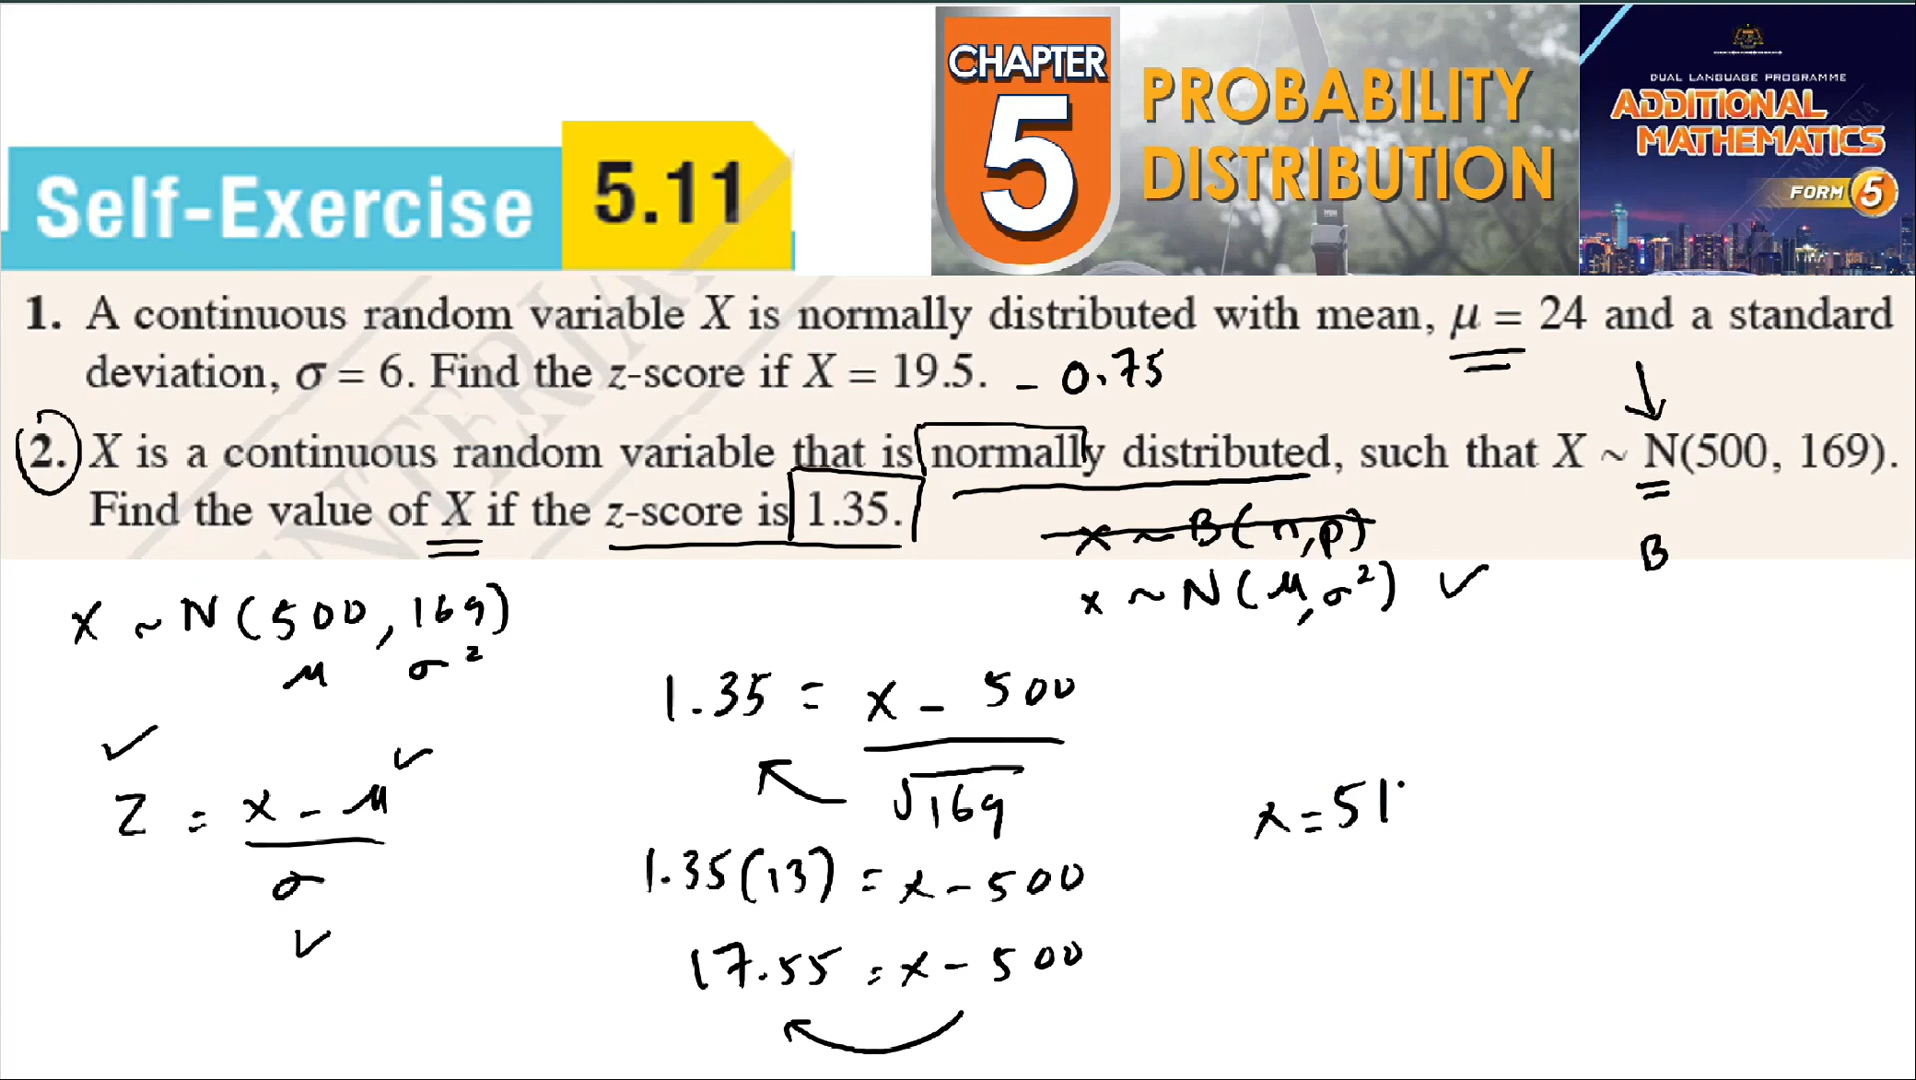 CHAPTER
5
PROBABILITY
DISTRIBUTION
DUAL LANGUAGE PROGRAMME
ADDITIONAL
MATHEMATICS
FORM 5
Self-Exercise 5.11
1. A continuous random variable X is normally distributed with mean, μ = 24 and a standard
deviation, σ = 6. Find the z-score if X = 19.5. - 0.75
2. X is a continuous random variable that is normally distributed, such that X ~ N(500, 169).
Find the value of X if the z-score is 1.35.
x ~ B(n,p)
B
x ~ N(μ,σ²) ✓
X ~ N(500,169)
μ σ²
1.35 = x - 500
√169
✓ ✓
Z = x - μ
σ
✓
x = 51
1.35(13) = x - 500
17.55 = x - 500